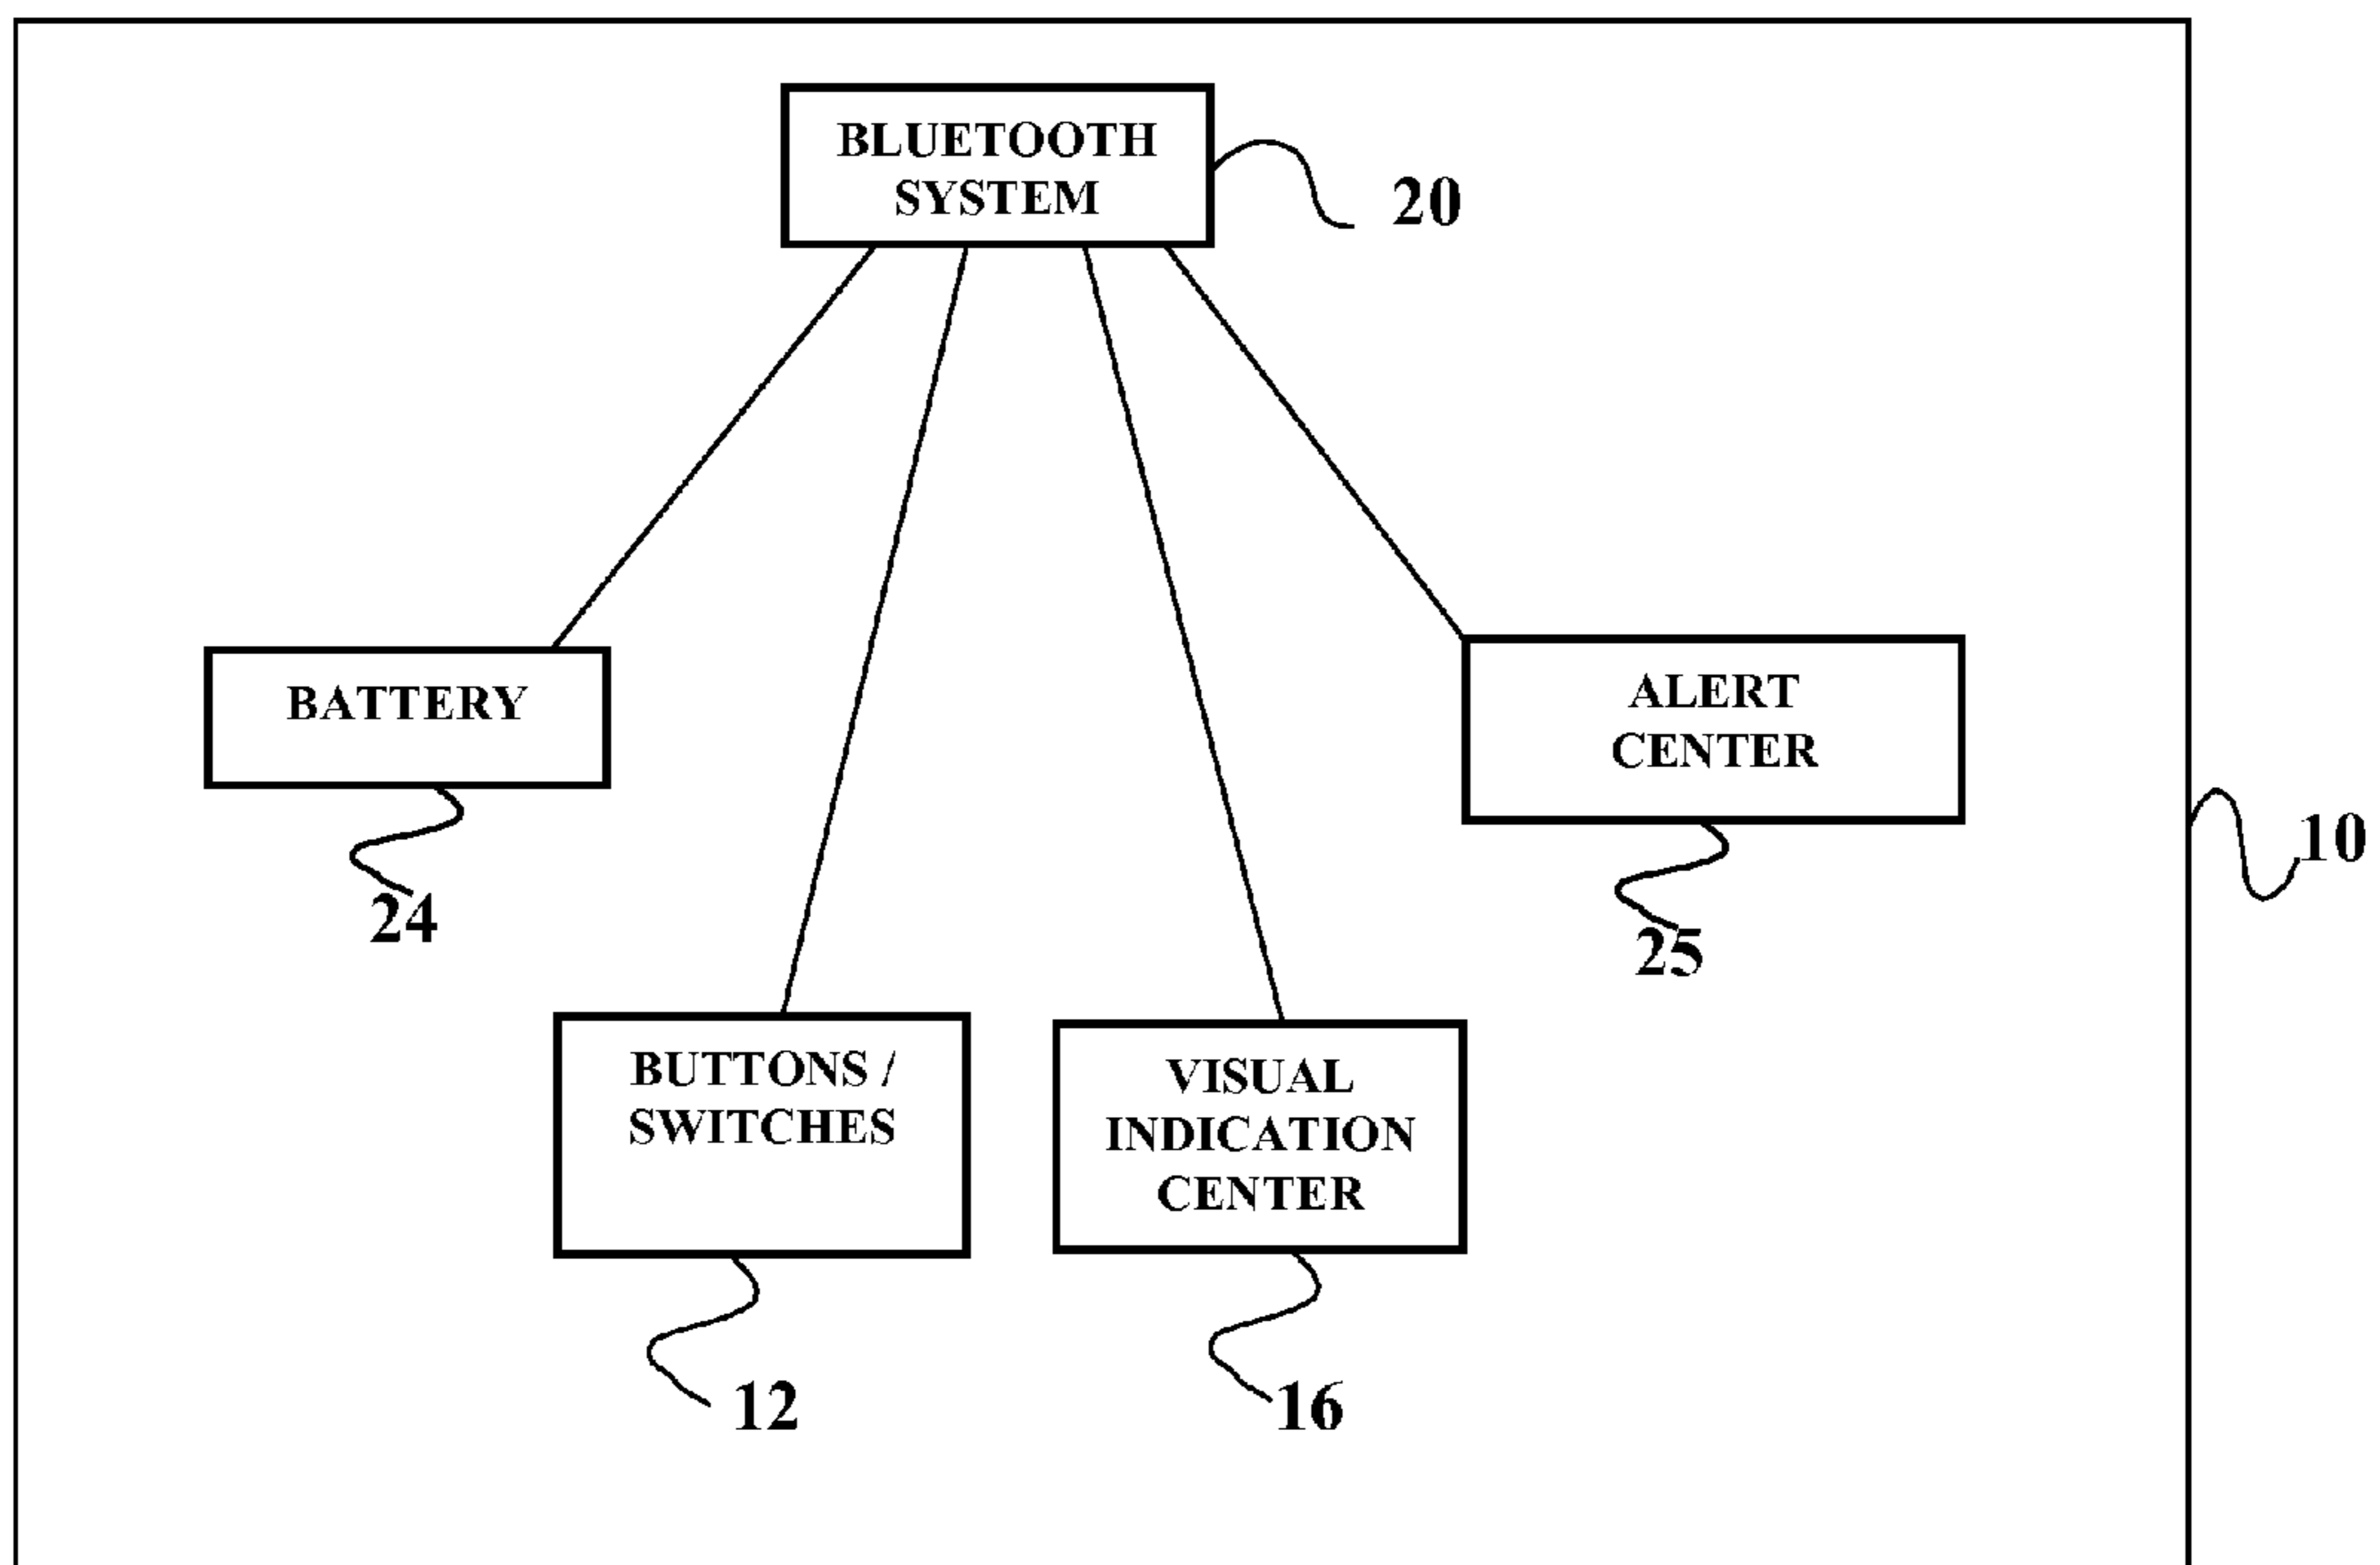 BLUETOOTH
SYSTEM
20
BATTERY
24
ALERT
CENTER
25
10
BUTTONS /
SWITCHES
12
VISUAL
INDICATION
CENTER
16